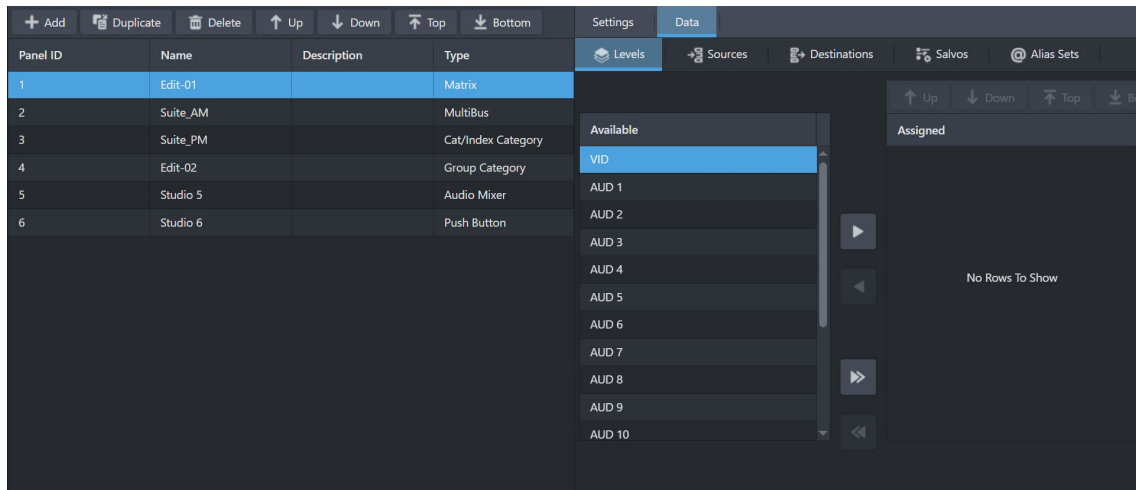 Add Duplicate Delete Up Down Top Bottom
Settings Data
Levels Sources Destinations Salvos @ Alias Sets
Panel ID Name Description Type
1 Edit-01 Matrix
2 Suite_AM MultiBus
3 Suite_PM Cat/Index Category
4 Edit-02 Group Category
5 Studio 5 Audio Mixer
6 Studio 6 Push Button
Up Down Top
Available
VID
AUD 1
AUD 2
AUD 3
AUD 4
AUD 5
AUD 6
AUD 7
AUD 8
AUD 9
AUD 10
Assigned
No Rows To Show